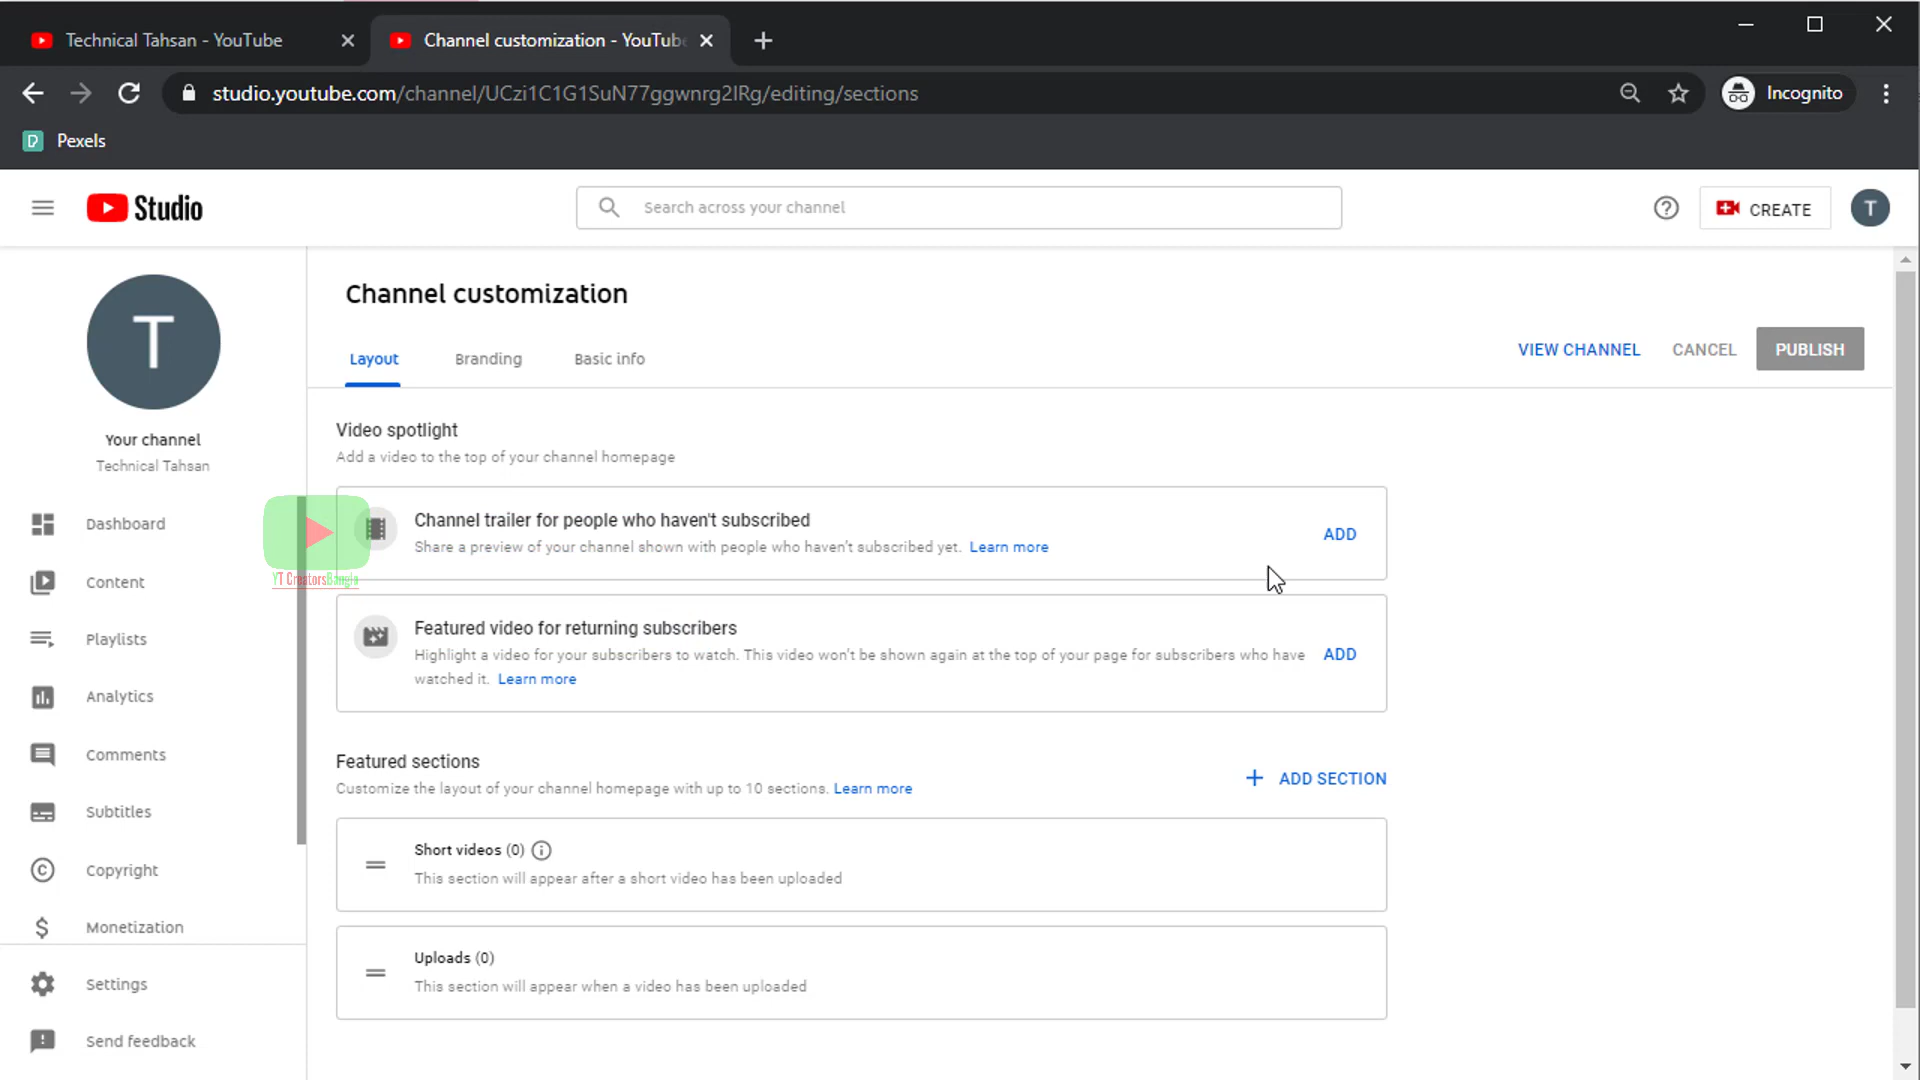 Technical Tahsan - YouTube
Channel customization - YouTub
studio.youtube.com/channel/UCzi1C1G1SuN77ggwnrg2lRg/editing/sections
Incognito
Pexels
Studio
Search across your channel
CREATE
T
T
Your channel
Technical Tahsan
Dashboard
Content
Playlists
Analytics
Comments
Subtitles
Copyright
Monetization
Settings
Send feedback
Channel customization
Layout
Branding
Basic info
VIEW CHANNEL
CANCEL
PUBLISH
Video spotlight
Add a video to the top of your channel homepage
YT CreatorsBangla
Channel trailer for people who haven't subscribed
Share a preview of your channel shown with people who haven't subscribed yet. Learn more
ADD
Featured video for returning subscribers
Highlight a video for your subscribers to watch. This video won't be shown again at the top of your page for subscribers who have
watched it. Learn more
ADD
Featured sections
Customize the layout of your channel homepage with up to 10 sections. Learn more
ADD SECTION
Short videos (0)
This section will appear after a short video has been uploaded
Uploads (0)
This section will appear when a video has been uploaded